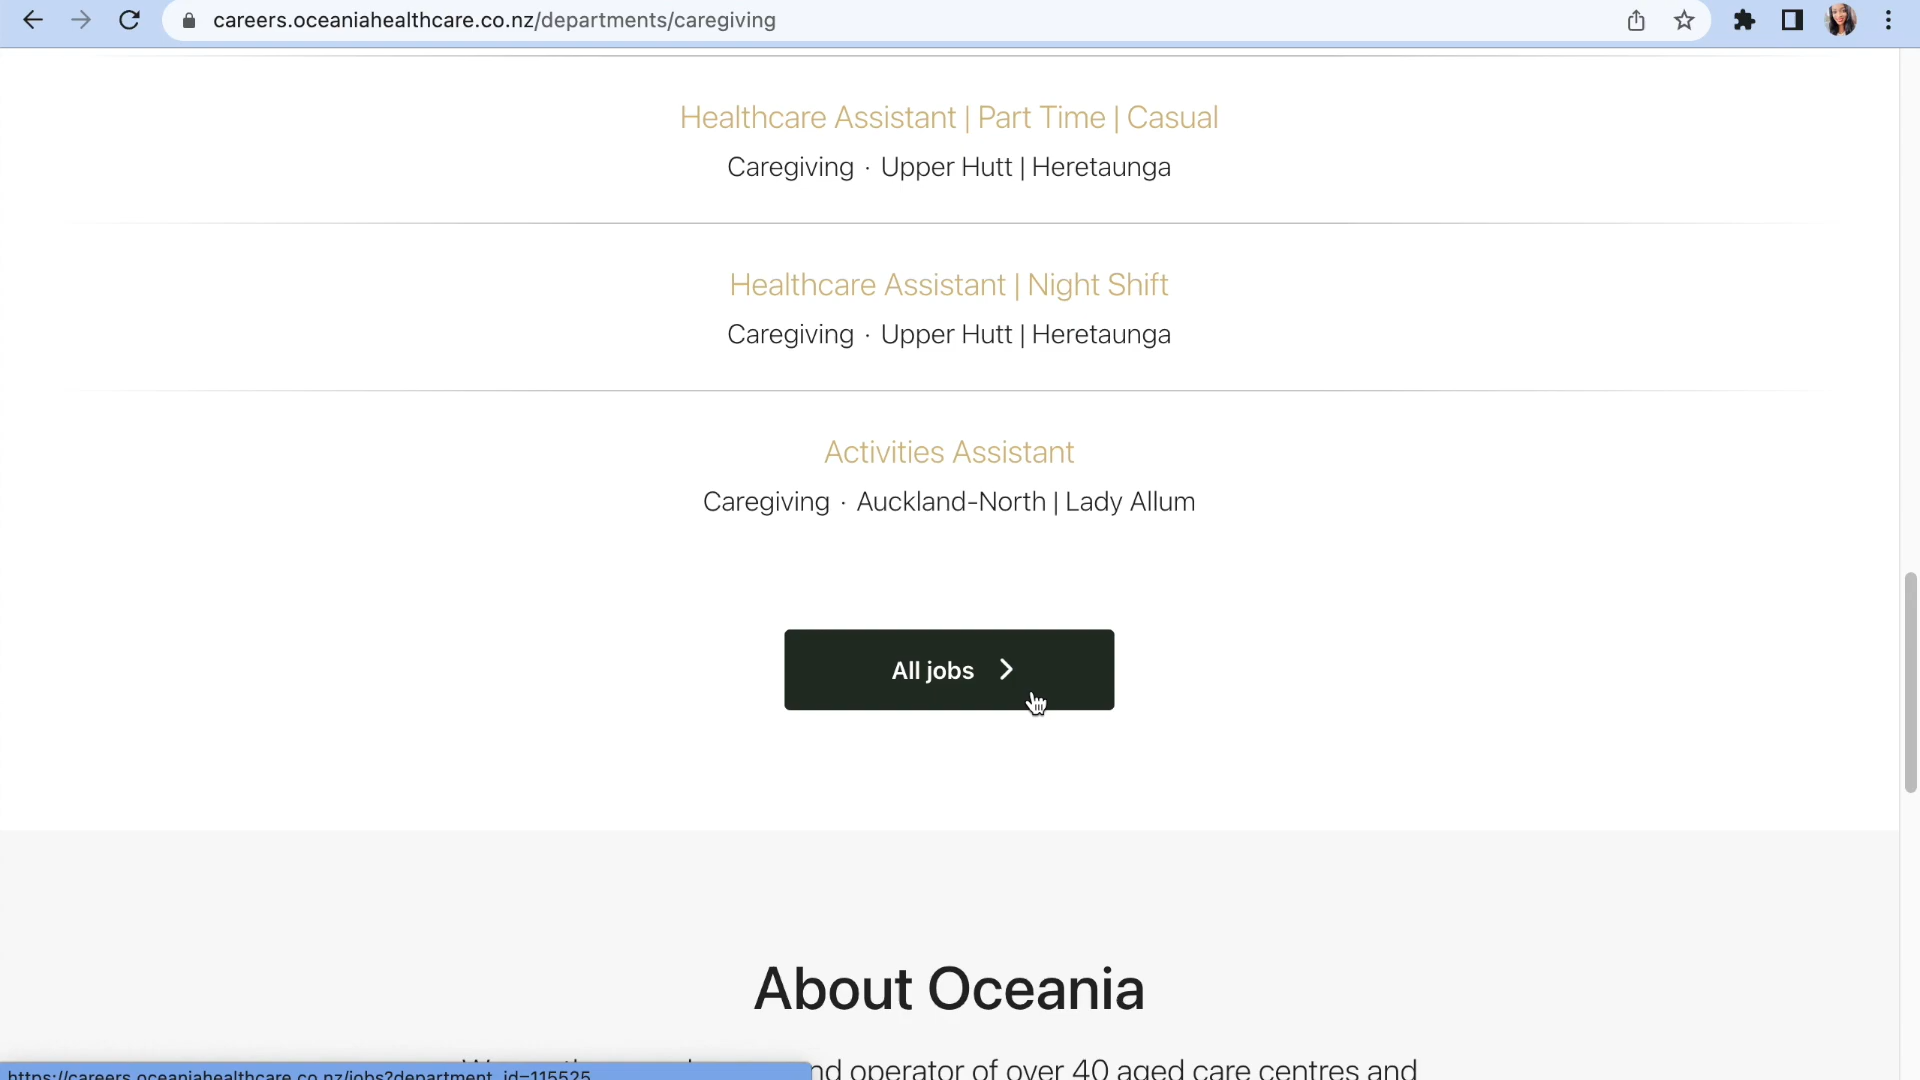 careers.oceaniahealthcare.co.nz/departments/caregiving
Healthcare Assistant | Part Time | Casual
Caregiving · Upper Hutt | Heretaunga
Healthcare Assistant | Night Shift
Caregiving · Upper Hutt | Heretaunga
Activities Assistant
Caregiving · Auckland-North | Lady Allum
All jobs
About Oceania
operator of over 40 aged care centres and
https://careers.oceaniahealthcare.co.nz/jobs?department_id=115525